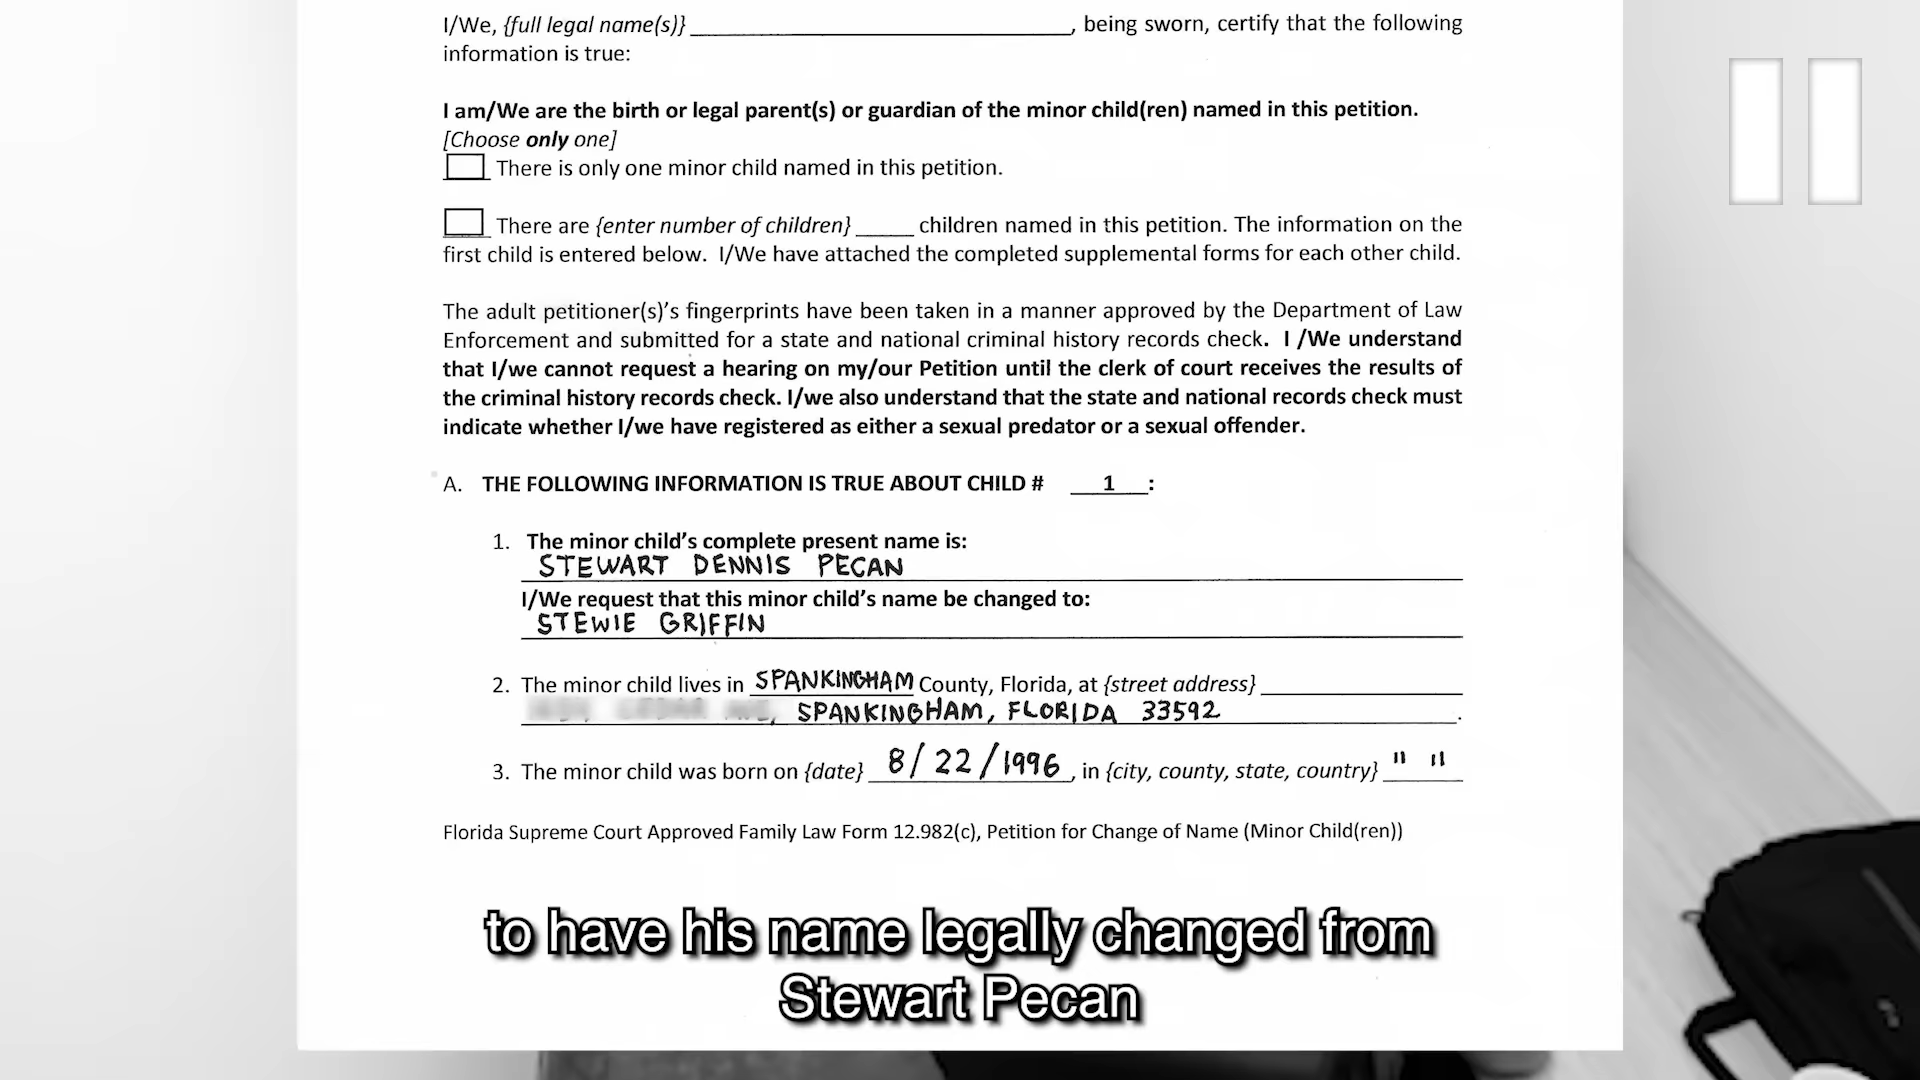 I/We, {full legal name(s)} ________________, being sworn, certify that the following
information is true:
I am/We are the birth or legal parent(s) or guardian of the minor child(ren) named in this petition.
[Choose only one]
There is only one minor child named in this petition.
There are {enter number of children} _____ children named in this petition. The information on the
first child is entered below. I/We have attached the completed supplemental forms for each other child.
The adult petitioner(s)'s fingerprints have been taken in a manner approved by the Department of Law
Enforcement and submitted for a state and national criminal history records check. I /We understand
that I/we cannot request a hearing on my/our Petition until the clerk of court receives the results of
the criminal history records check. I/we also understand that the state and national records check must
indicate whether I/we have registered as either a sexual predator or a sexual offender.
A. THE FOLLOWING INFORMATION IS TRUE ABOUT CHILD # 1 :
1. The minor child's complete present name is:
STEWART DENNIS PECAN
I/We request that this minor child's name be changed to:
STEWIE GRIFFIN
2. The minor child lives in SPANKINGHAM County, Florida, at {street address}
, SPANKINGHAM, FLORIDA 33592 .
3. The minor child was born on {date} 8/22/1996, in {city, county, state, country} " "
Florida Supreme Court Approved Family Law Form 12.982(c), Petition for Change of Name (Minor Child(ren))
to have his name legally changed from
Stewart Pecan